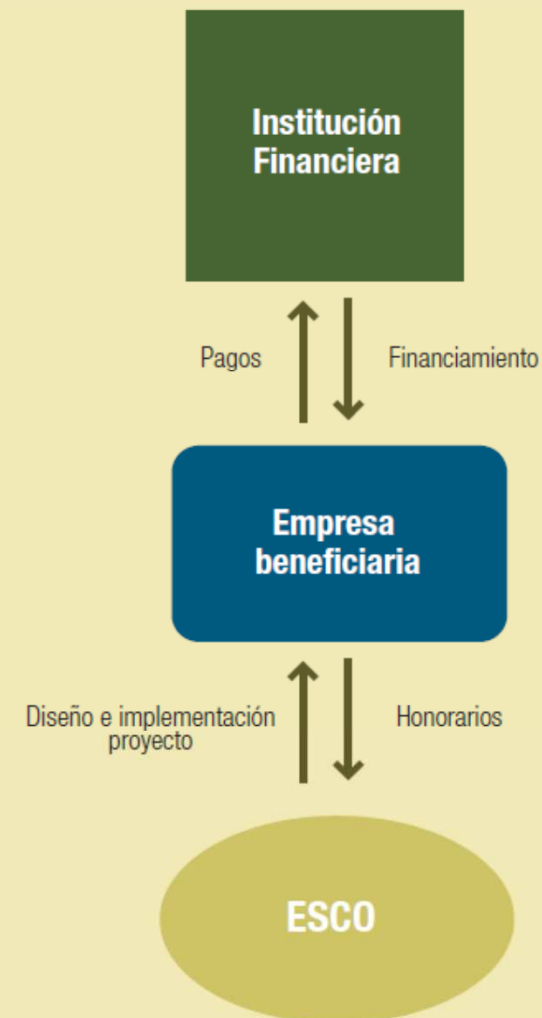 Institución
Financiera
Pagos
Financiamiento
Empresa
beneficiaria
Diseño e implementación
proyecto
Honorarios
ESCO